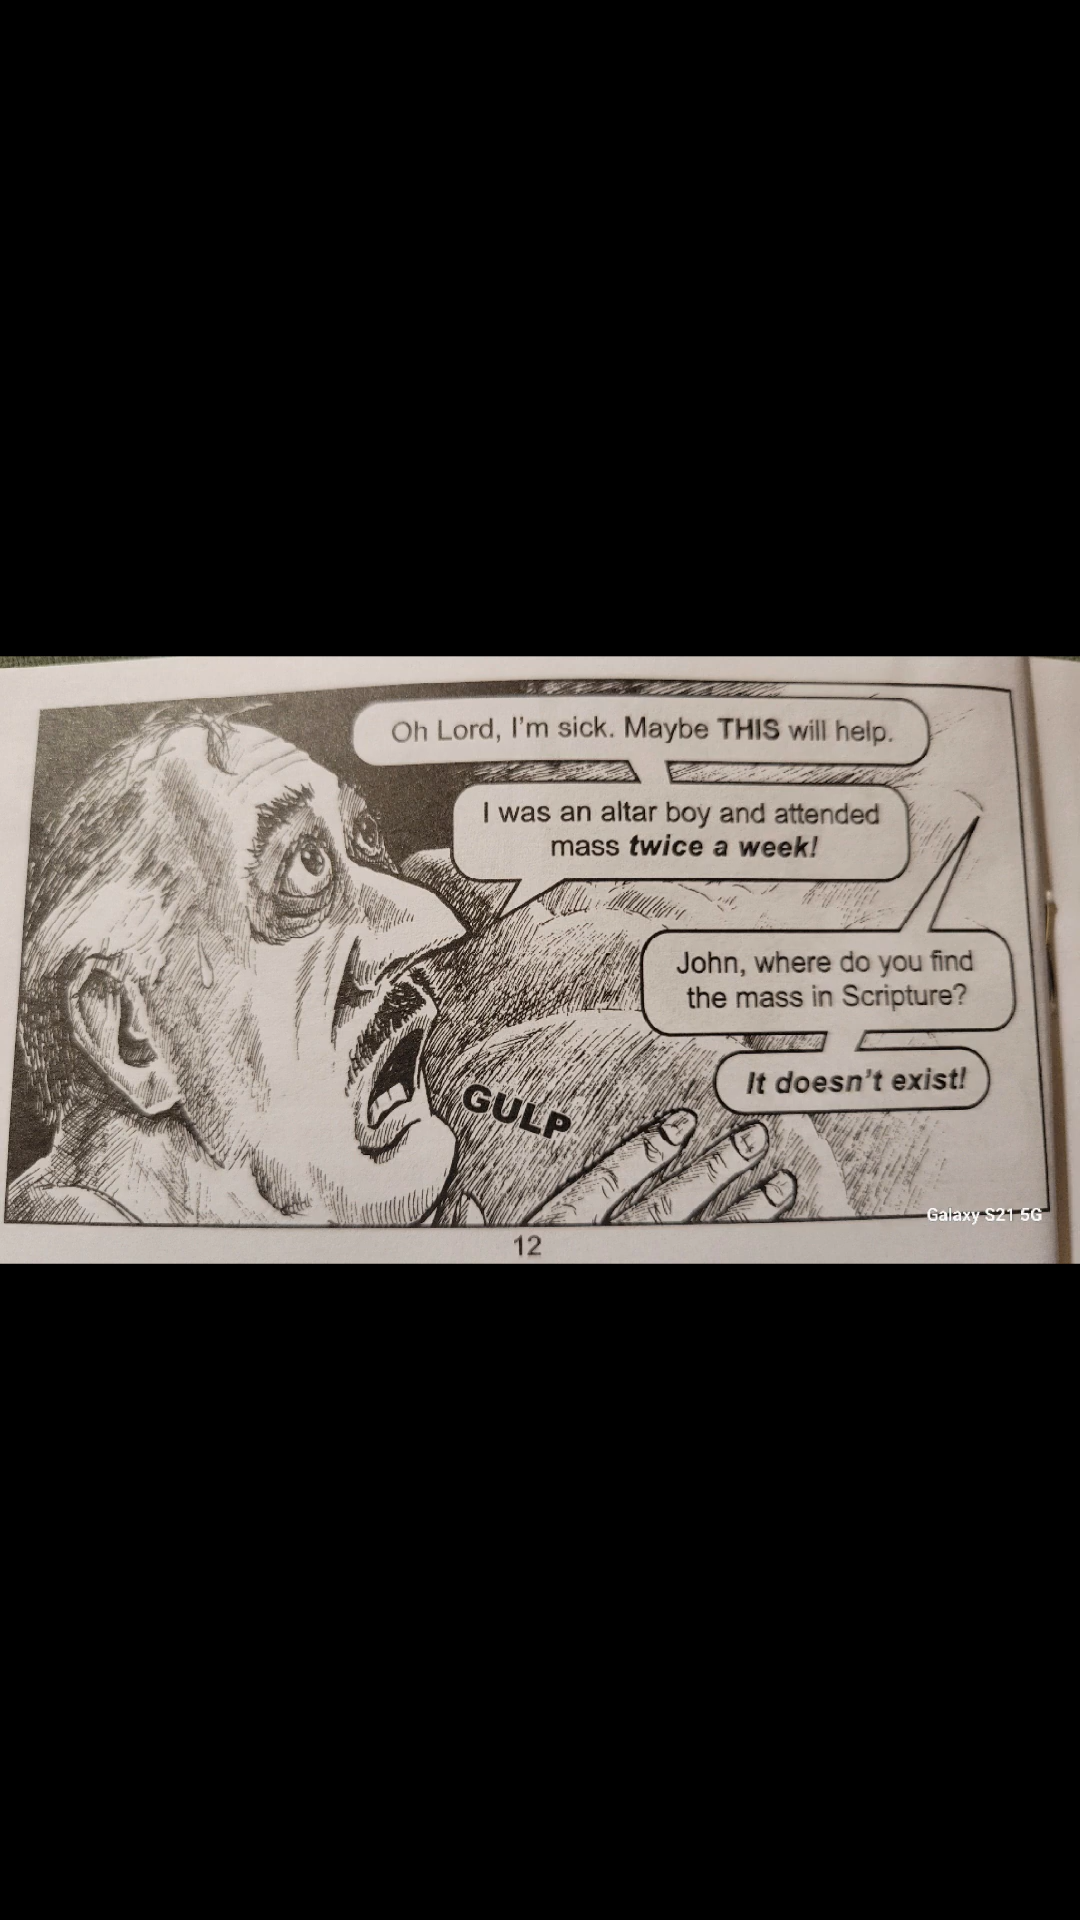 Oh Lord, I'm sick. Maybe THIS will help.
I was an altar boy and attended
mass twice a week!
John, where do you find
the mass in Scripture?
It doesn't exist!
GULP
Galaxy S21 5G
12